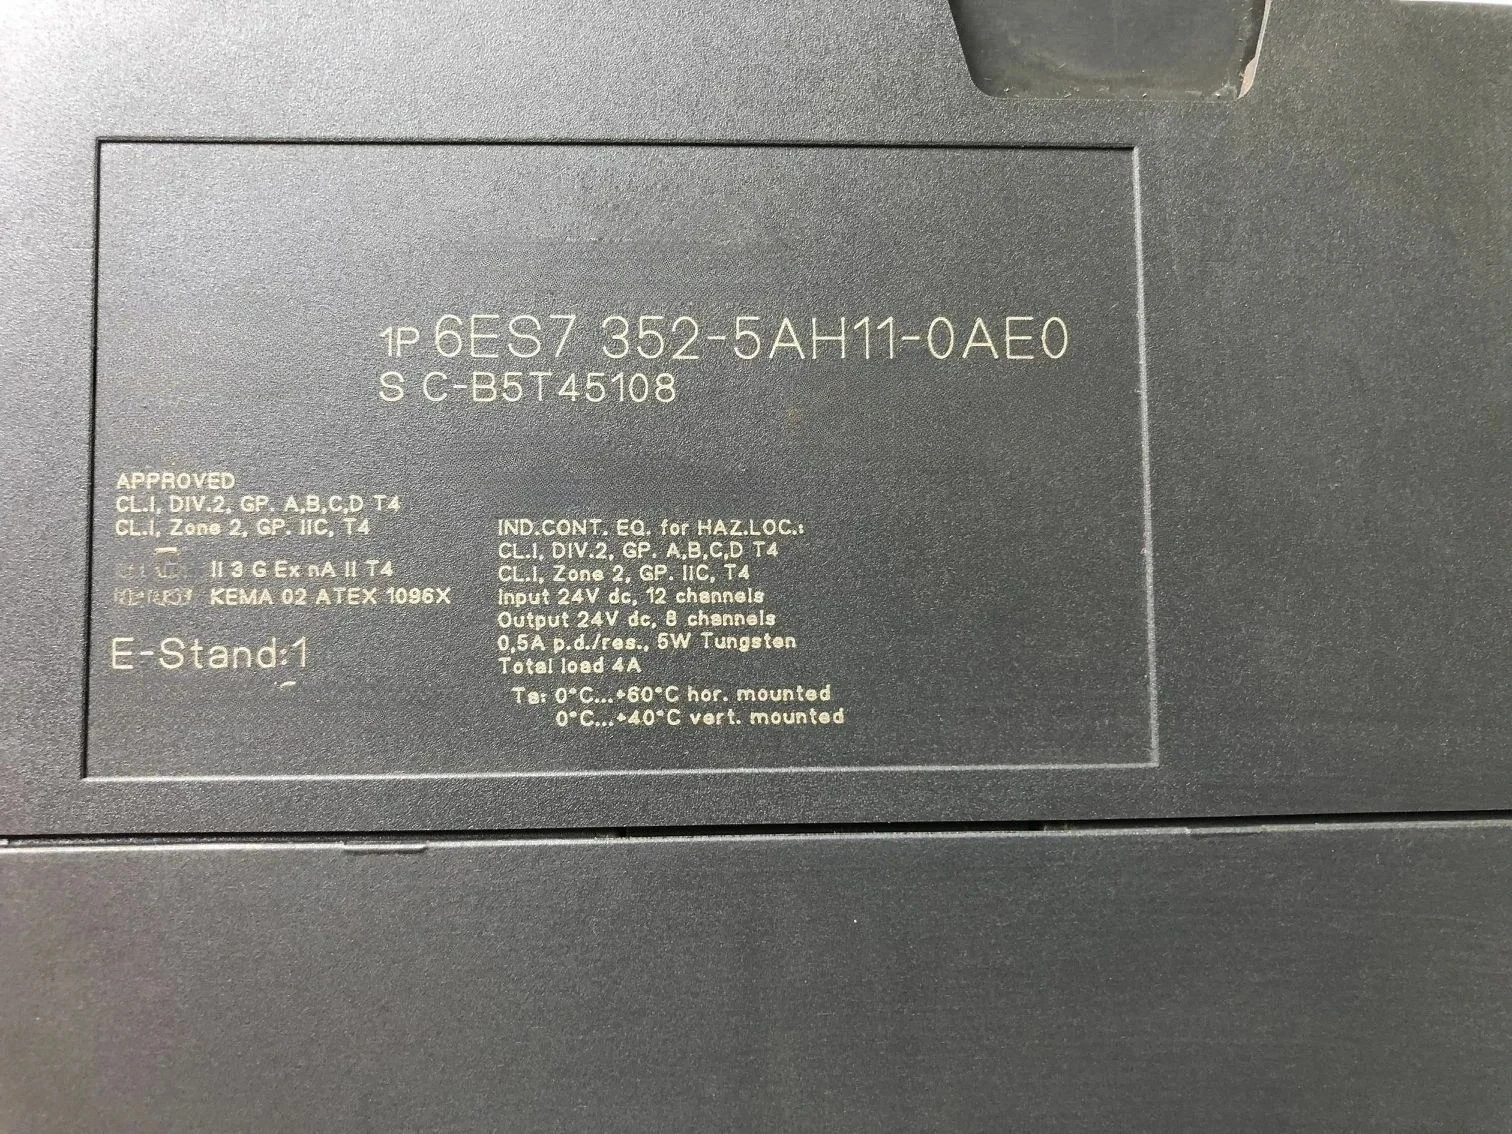 1P 6ES7 352-5AH11-0AE0
S C-B5T45108
APPROVED
CL.I, DIV.2, GP. A,B,C,D T4
CL.I, Zone 2, GP. IIC, T4
II 3 G Ex nA II T4
KEMA 02 ATEX 1096X
E-Stand:1
IND.CONT. EQ. for HAZ.LOC.:
CL.I, DIV.2, GP. A,B,C,D T4
CL.I, Zone 2, GP. IIC, T4
Input 24V dc, 12 channels
Output 24V dc, 8 channels
0,5A p.d./res., 5W Tungsten
Total load 4A
Ta: 0°C...+60°C hor. mounted
0°C...+40°C vert. mounted